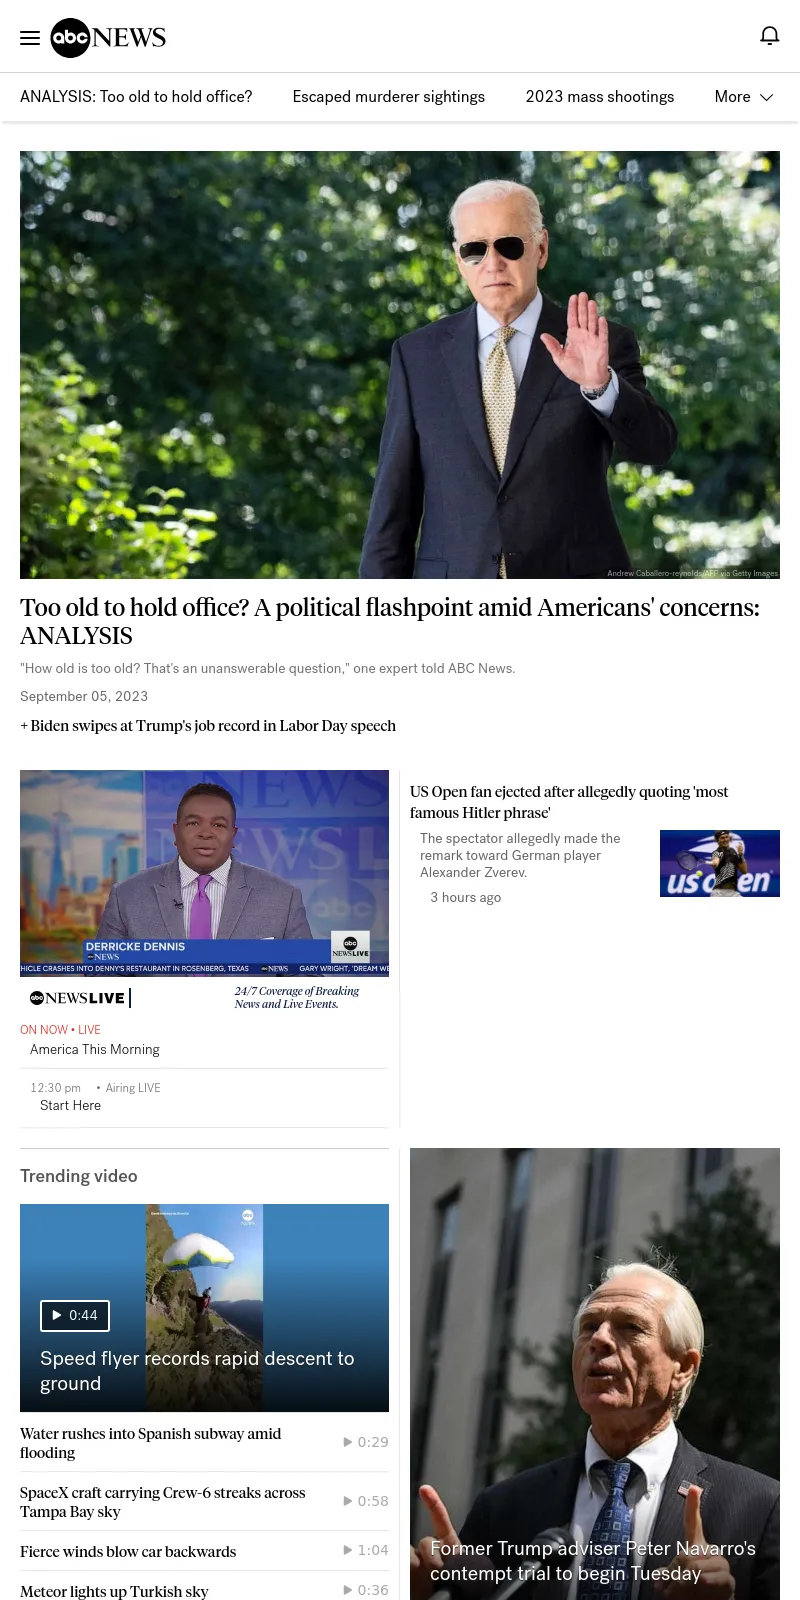 abc NEWS
ANALYSIS: Too old to hold office?
Escaped murderer sightings
2023 mass shootings
More
Andrew Caballero-reynolds/AFP via Getty Images
Too old to hold office? A political flashpoint amid Americans' concerns:
ANALYSIS
"How old is too old? That's an unanswerable question," one expert told ABC News.
September 05, 2023
+ Biden swipes at Trump's job record in Labor Day speech
NEWS
NEWS L
abc
DERRICKE DENNIS
abc NEWS
abc
NEWS LIVE
HICLE CRASHES INTO DENNY'S RESTAURANT IN ROSENBERG, TEXAS abc NEWS GARY WRIGHT, 'DREAM WE
abc NEWS LIVE
24/7 Coverage of Breaking
News and Live Events.
ON NOW • LIVE
America This Morning
12:30 pm • Airing LIVE
Start Here
US Open fan ejected after allegedly quoting 'most
famous Hitler phrase'
The spectator allegedly made the
remark toward German player
Alexander Zverev.
3 hours ago
us open
Trending video
abc
NEWS
0:44
Speed flyer records rapid descent to
ground
Water rushes into Spanish subway amid
flooding
0:29
SpaceX craft carrying Crew-6 streaks across
Tampa Bay sky
0:58
Fierce winds blow car backwards
1:04
Meteor lights up Turkish sky
0:36
Former Trump adviser Peter Navarro's
contempt trial to begin Tuesday